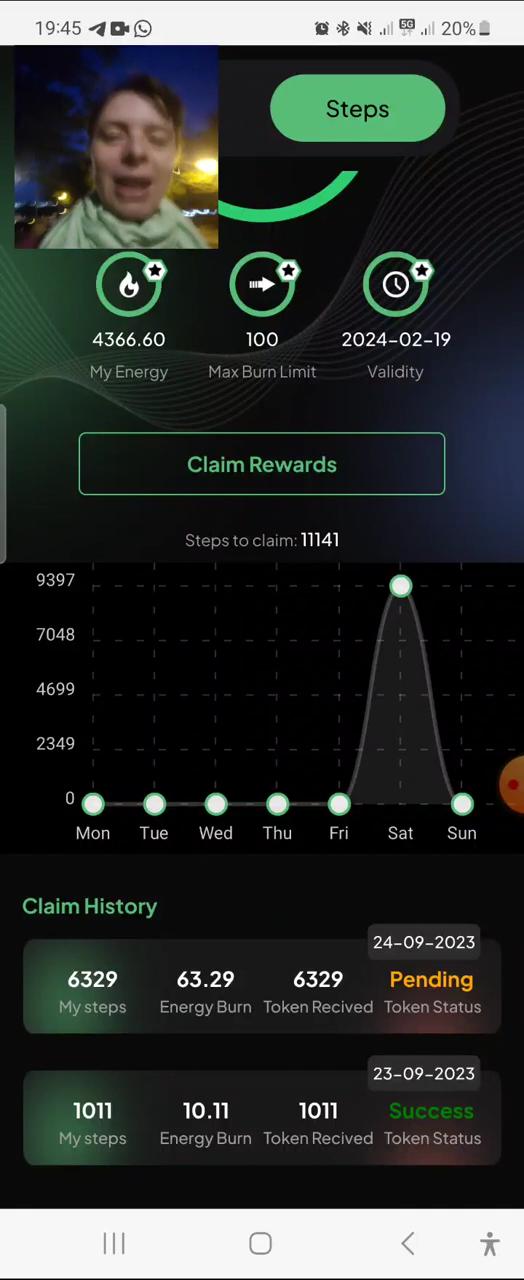 19:45 5G 20%
Steps
4366.60 100 2024-02-19
My Energy Max Burn Limit Validity
Claim Rewards
Steps to claim: 11141
9397
7048
4699
2349
0
Mon Tue Wed Thu Fri Sat Sun
Claim History
24-09-2023
6329 63.29 6329 Pending
My steps Energy Burn Token Recived Token Status
23-09-2023
1011 10.11 1011 Success
My steps Energy Burn Token Recived Token Status